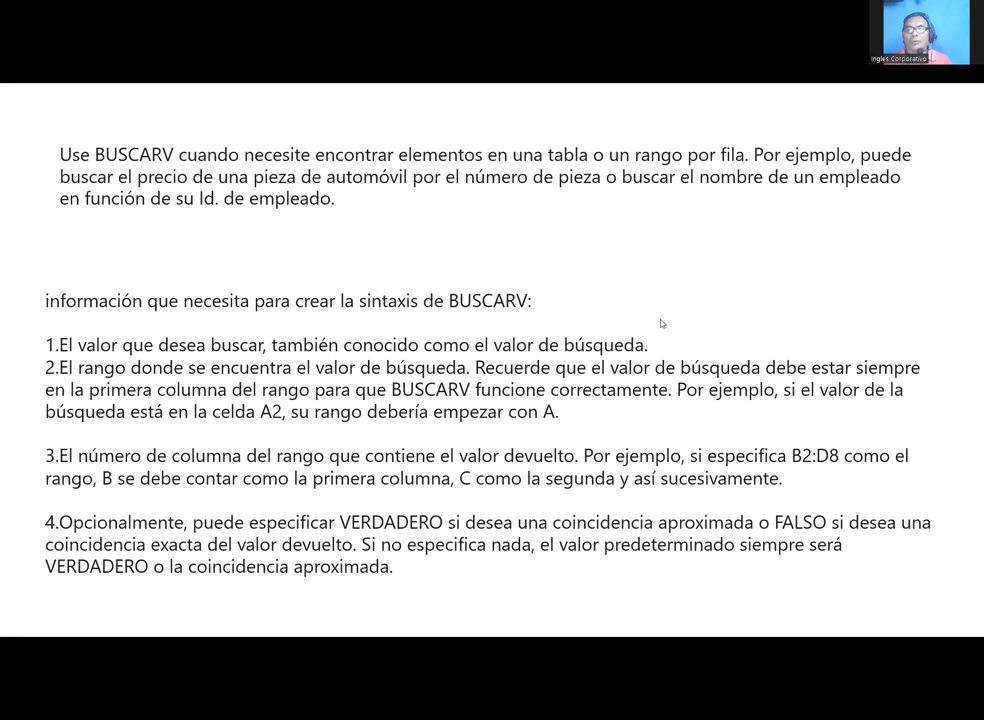 Ingles Corporativo
Use BUSCARV cuando necesite encontrar elementos en una tabla o un rango por fila. Por ejemplo, puede
buscar el precio de una pieza de automóvil por el número de pieza o buscar el nombre de un empleado
en función de su Id. de empleado.
información que necesita para crear la sintaxis de BUSCARV:
1.El valor que desea buscar, también conocido como el valor de búsqueda.
2.El rango donde se encuentra el valor de búsqueda. Recuerde que el valor de búsqueda debe estar siempre
en la primera columna del rango para que BUSCARV funcione correctamente. Por ejemplo, si el valor de la
búsqueda está en la celda A2, su rango debería empezar con A.
3.El número de columna del rango que contiene el valor devuelto. Por ejemplo, si especifica B2:D8 como el
rango, B se debe contar como la primera columna, C como la segunda y así sucesivamente.
4.Opcionalmente, puede especificar VERDADERO si desea una coincidencia aproximada o FALSO si desea una
coincidencia exacta del valor devuelto. Si no especifica nada, el valor predeterminado siempre será
VERDADERO o la coincidencia aproximada.